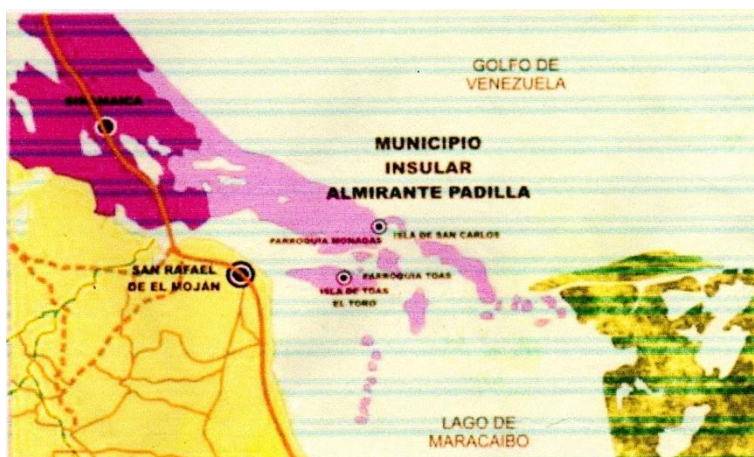 GOLFO DE
VENEZUELA
SINAMAICA
MUNICIPIO
INSULAR
ALMIRANTE PADILLA
PARROQUIA MONAGAS
ISLA DE SAN CARLOS
SAN RAFAEL
DE EL MOJÁN
PARROQUIA TOAS
ISLA DE TOAS
EL TORO
LAGO DE
MARACAIBO